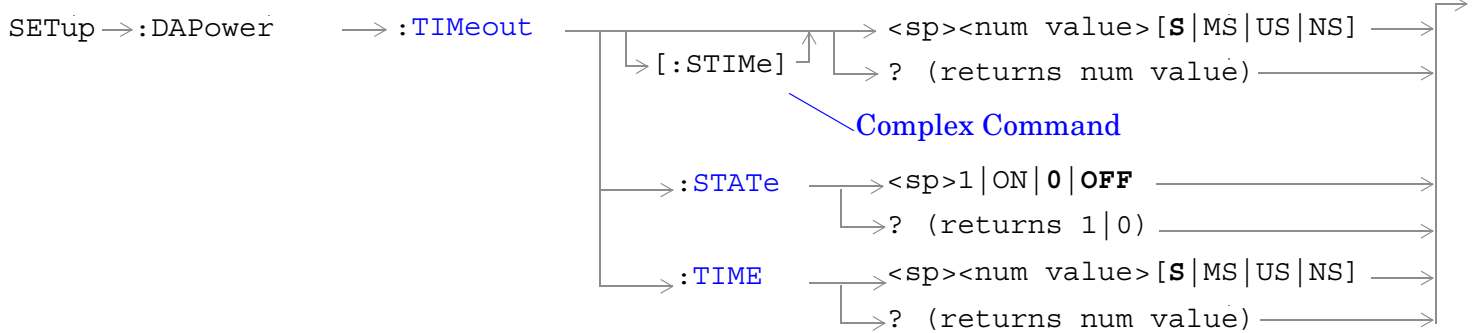 SETup :DAPower :TIMeout <sp><num value>[S|MS|US|NS]
[:STIMe] ? (returns num value)
Complex Command
:STATe <sp>1|ON|0|OFF
? (returns 1|0)
:TIME <sp><num value>[S|MS|US|NS]
? (returns num value)